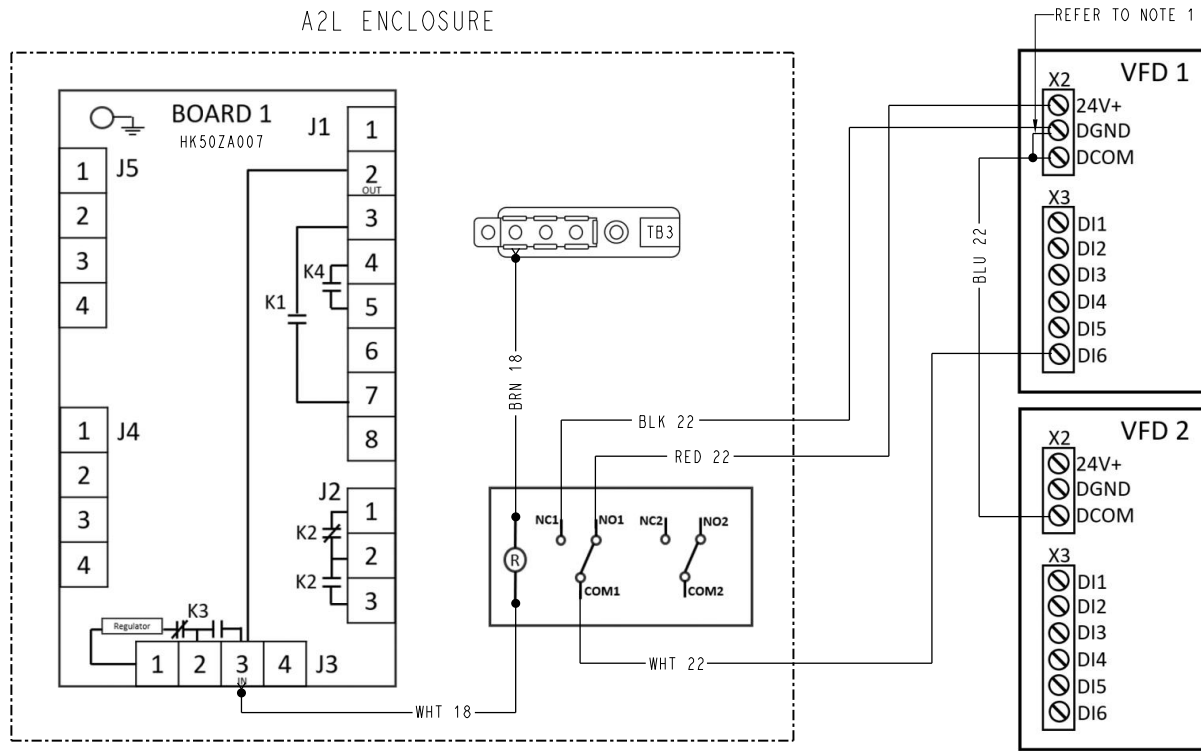 A2L ENCLOSURE
REFER TO NOTE 1
BOARD 1
HK50ZA007
J1
1
2
OUT
3
4
5
6
7
8
J5
1
2
3
4
K4
K1
J4
1
2
3
4
J2
1
2
3
K2
K2
K3
Regulator
1
2
3
IN
4
J3
TB3
BRN 18
WHT 18
BLK 22
RED 22
WHT 22
BLU 22
NC1
NO1
NC2
NO2
R
COM1
COM2
VFD 1
X2
24V+
DGND
DCOM
X3
DI1
DI2
DI3
DI4
DI5
DI6
VFD 2
X2
24V+
DGND
DCOM
X3
DI1
DI2
DI3
DI4
DI5
DI6